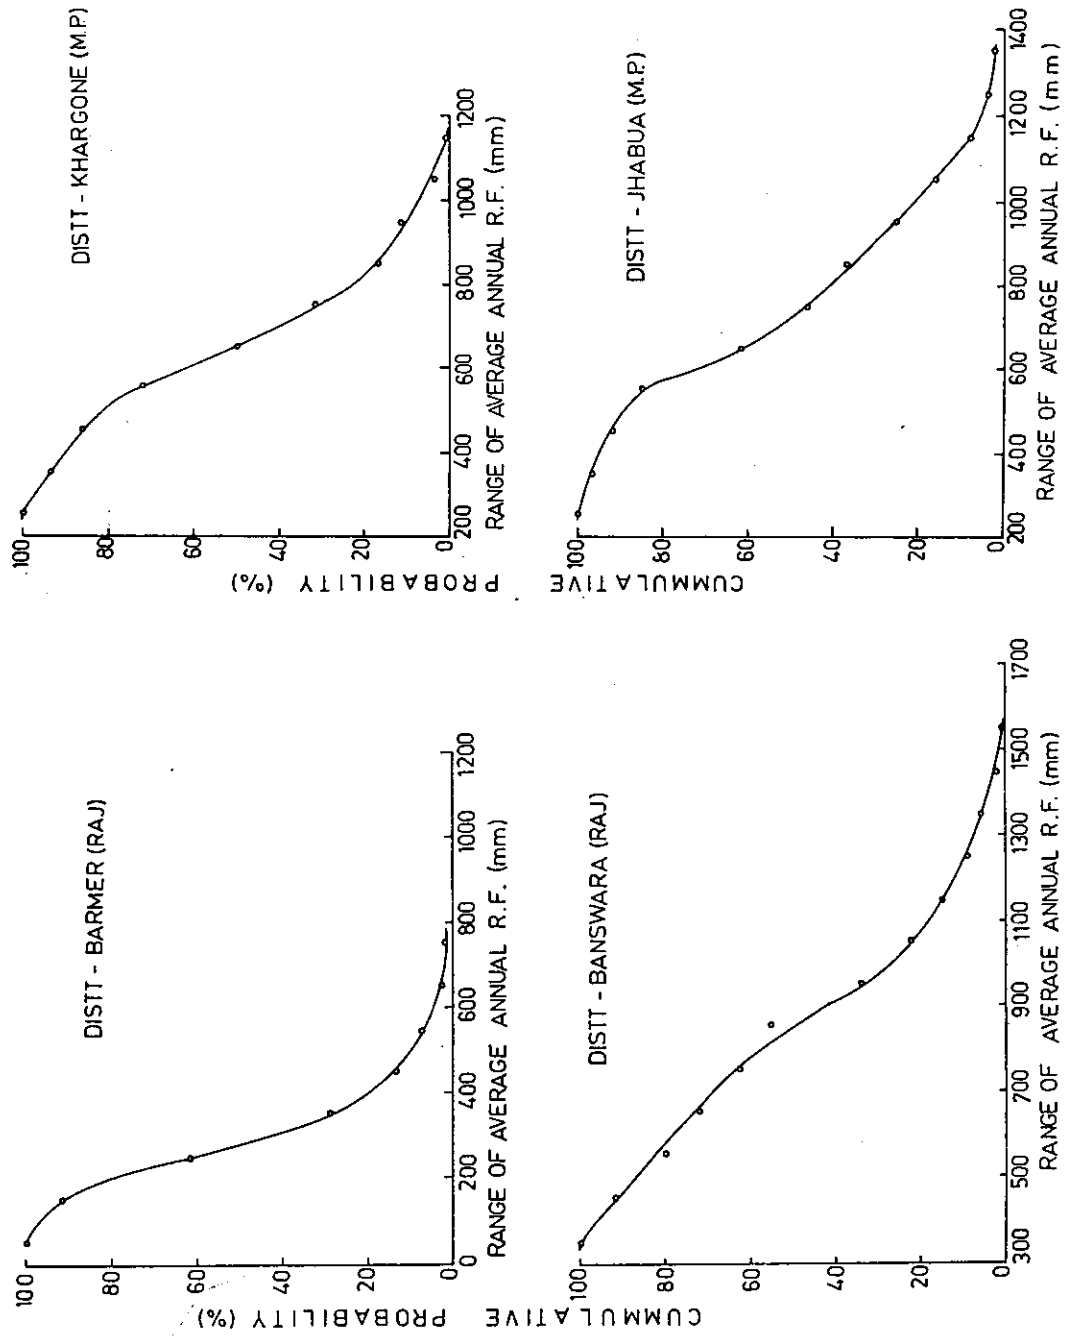 DISTT - BARMER (RAJ)
100
80
60
40
20
0
0 200 400 600 800 1000 1200
RANGE OF AVERAGE ANNUAL R.F. (mm)
DISTT - KHARGONE (M.P.)
100
80
60
40
20
0
200 400 600 800 1000 1200
RANGE OF AVERAGE ANNUAL R.F. (mm)
CUMMULATIVE PROBABILITY (%)
DISTT - BANSWARA (RAJ)
100
80
60
40
20
0
300 500 700 900 1100 1300 1500 1700
RANGE OF AVERAGE ANNUAL R.F. (mm)
CUMMULATIVE PROBABILITY (%)
DISTT - JHABUA (M.P.)
100
80
60
40
20
0
200 400 600 800 1000 1200 1400
RANGE OF AVERAGE ANNUAL R.F. (mm)